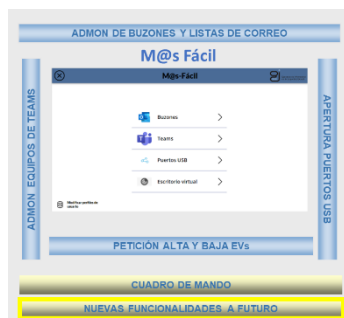 ADMON DE BUZONES Y LISTAS DE CORREO
M@s Fácil
ADMON EQUIPOS DE TEAMS
M@s-Fácil
Buzones
Teams
Puertos USB
Escritorio virtual
APERTURA PUERTOS USB
PETICIÓN ALTA Y BAJA EVs
CUADRO DE MANDO
NUEVAS FUNCIONALIDADES A FUTURO